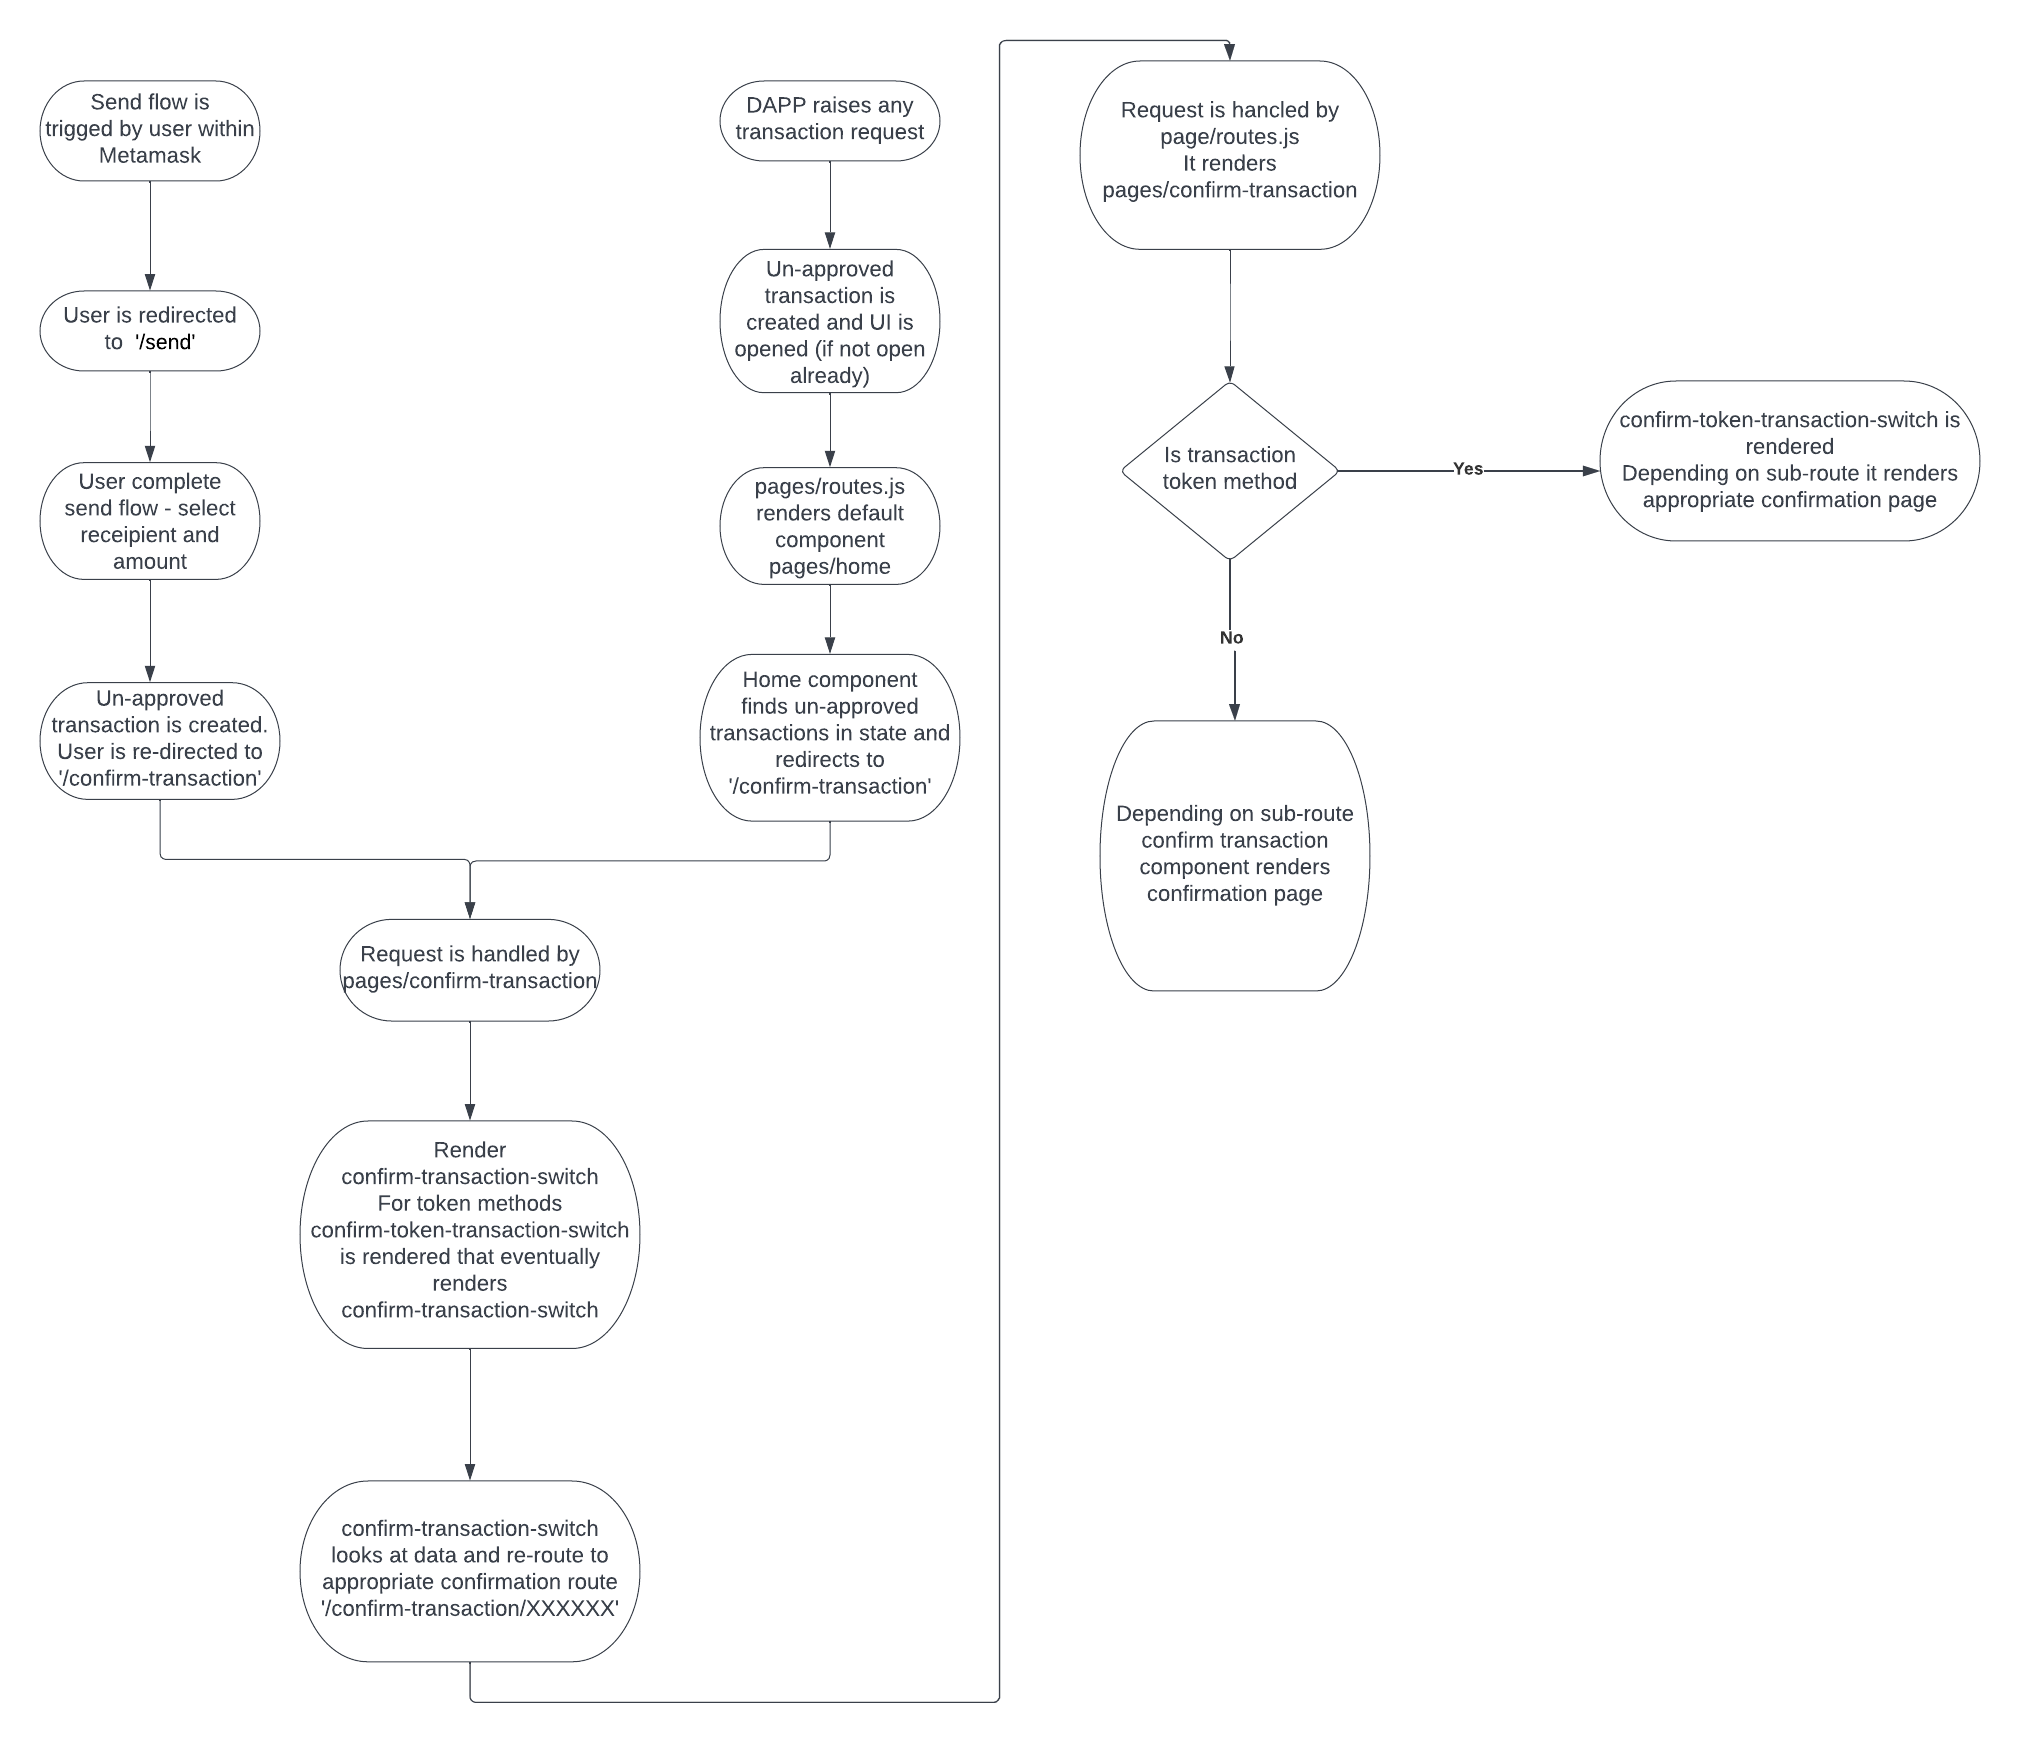 Send flow is
trigged by user within
Metamask
User is redirected
to '/send'
User complete
send flow - select
receipient and
amount
Un-approved
transaction is created.
User is re-directed to
'/confirm-transaction'
DAPP raises any
transaction request
Un-approved
transaction is
created and UI is
opened (if not open
already)
pages/routes.js
renders default
component
pages/home
Home component
finds un-approved
transactions in state and
redirects to
'/confirm-transaction'
Request is handled by
pages/confirm-transaction
Render
confirm-transaction-switch
For token methods
confirm-token-transaction-switch
is rendered that eventually
renders
confirm-transaction-switch
confirm-transaction-switch
looks at data and re-route to
appropriate confirmation route
'/confirm-transaction/XXXXXX'
Request is hancled by
page/routes.js
It renders
pages/confirm-transaction
Is transaction
token method
Yes
confirm-token-transaction-switch is
rendered
Depending on sub-route it renders
appropriate confirmation page
No
Depending on sub-route
confirm transaction
component renders
confirmation page